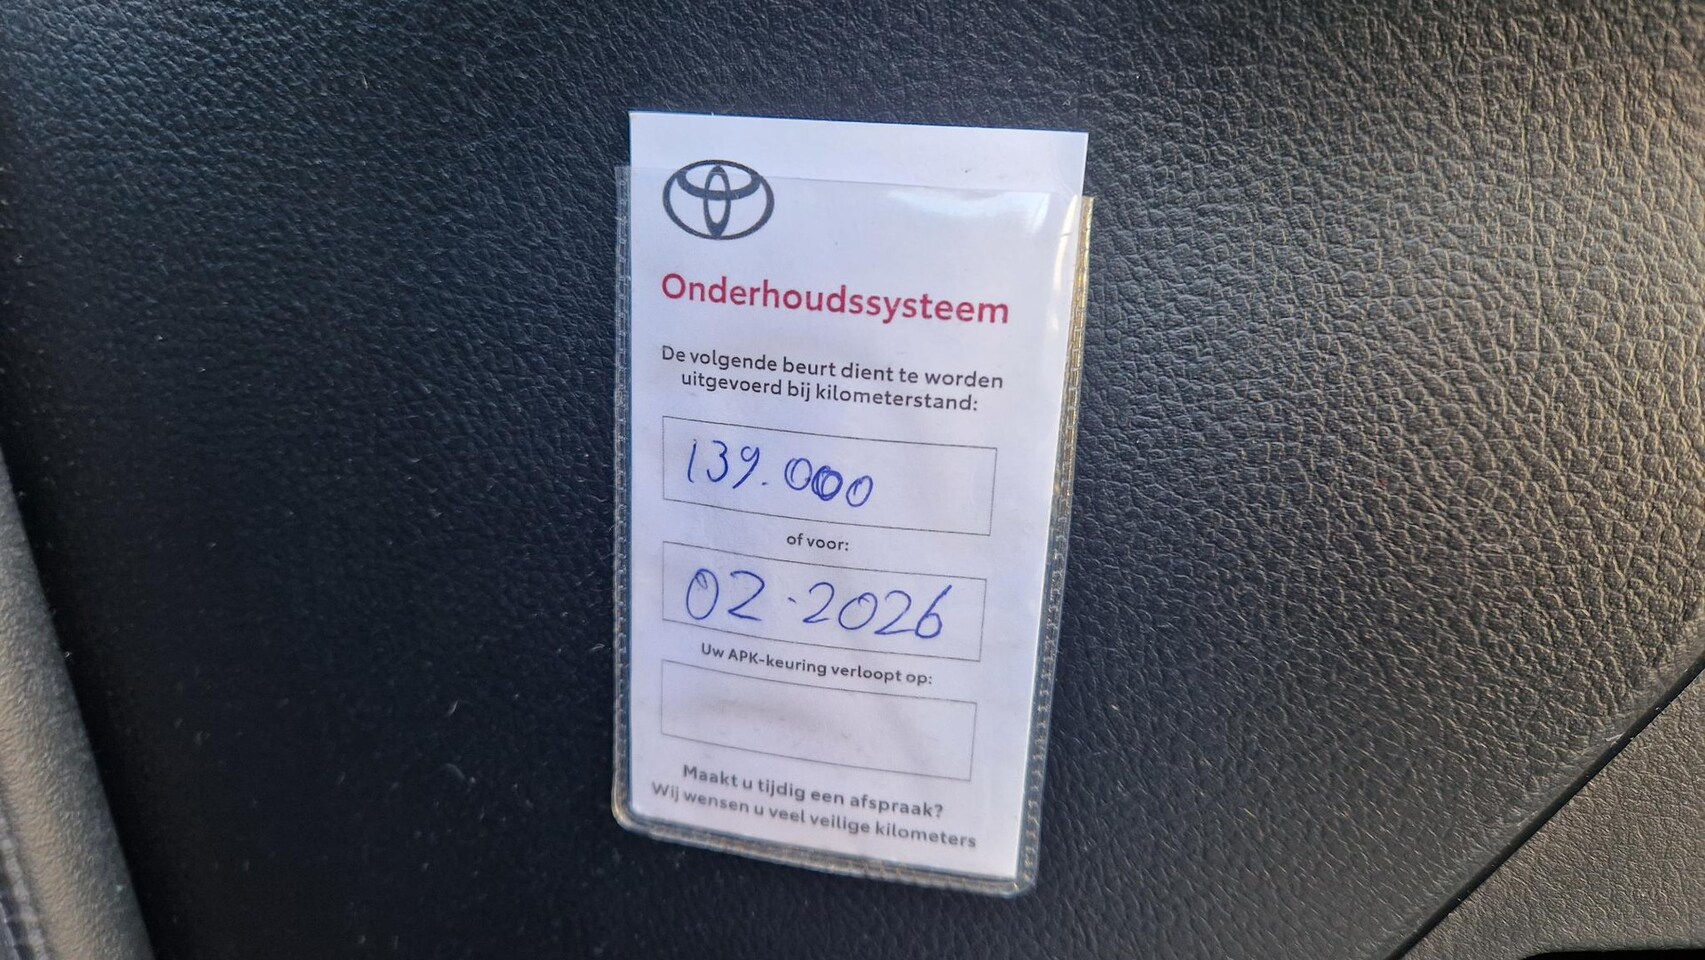 Onderhoudssysteem
De volgende beurt dient te worden
uitgevoerd bij kilometerstand:
139.000
of voor:
02-2026
Uw APK-keuring verloopt op:
Maakt u tijdig een afspraak?
Wij wensen u veel veilige kilometers